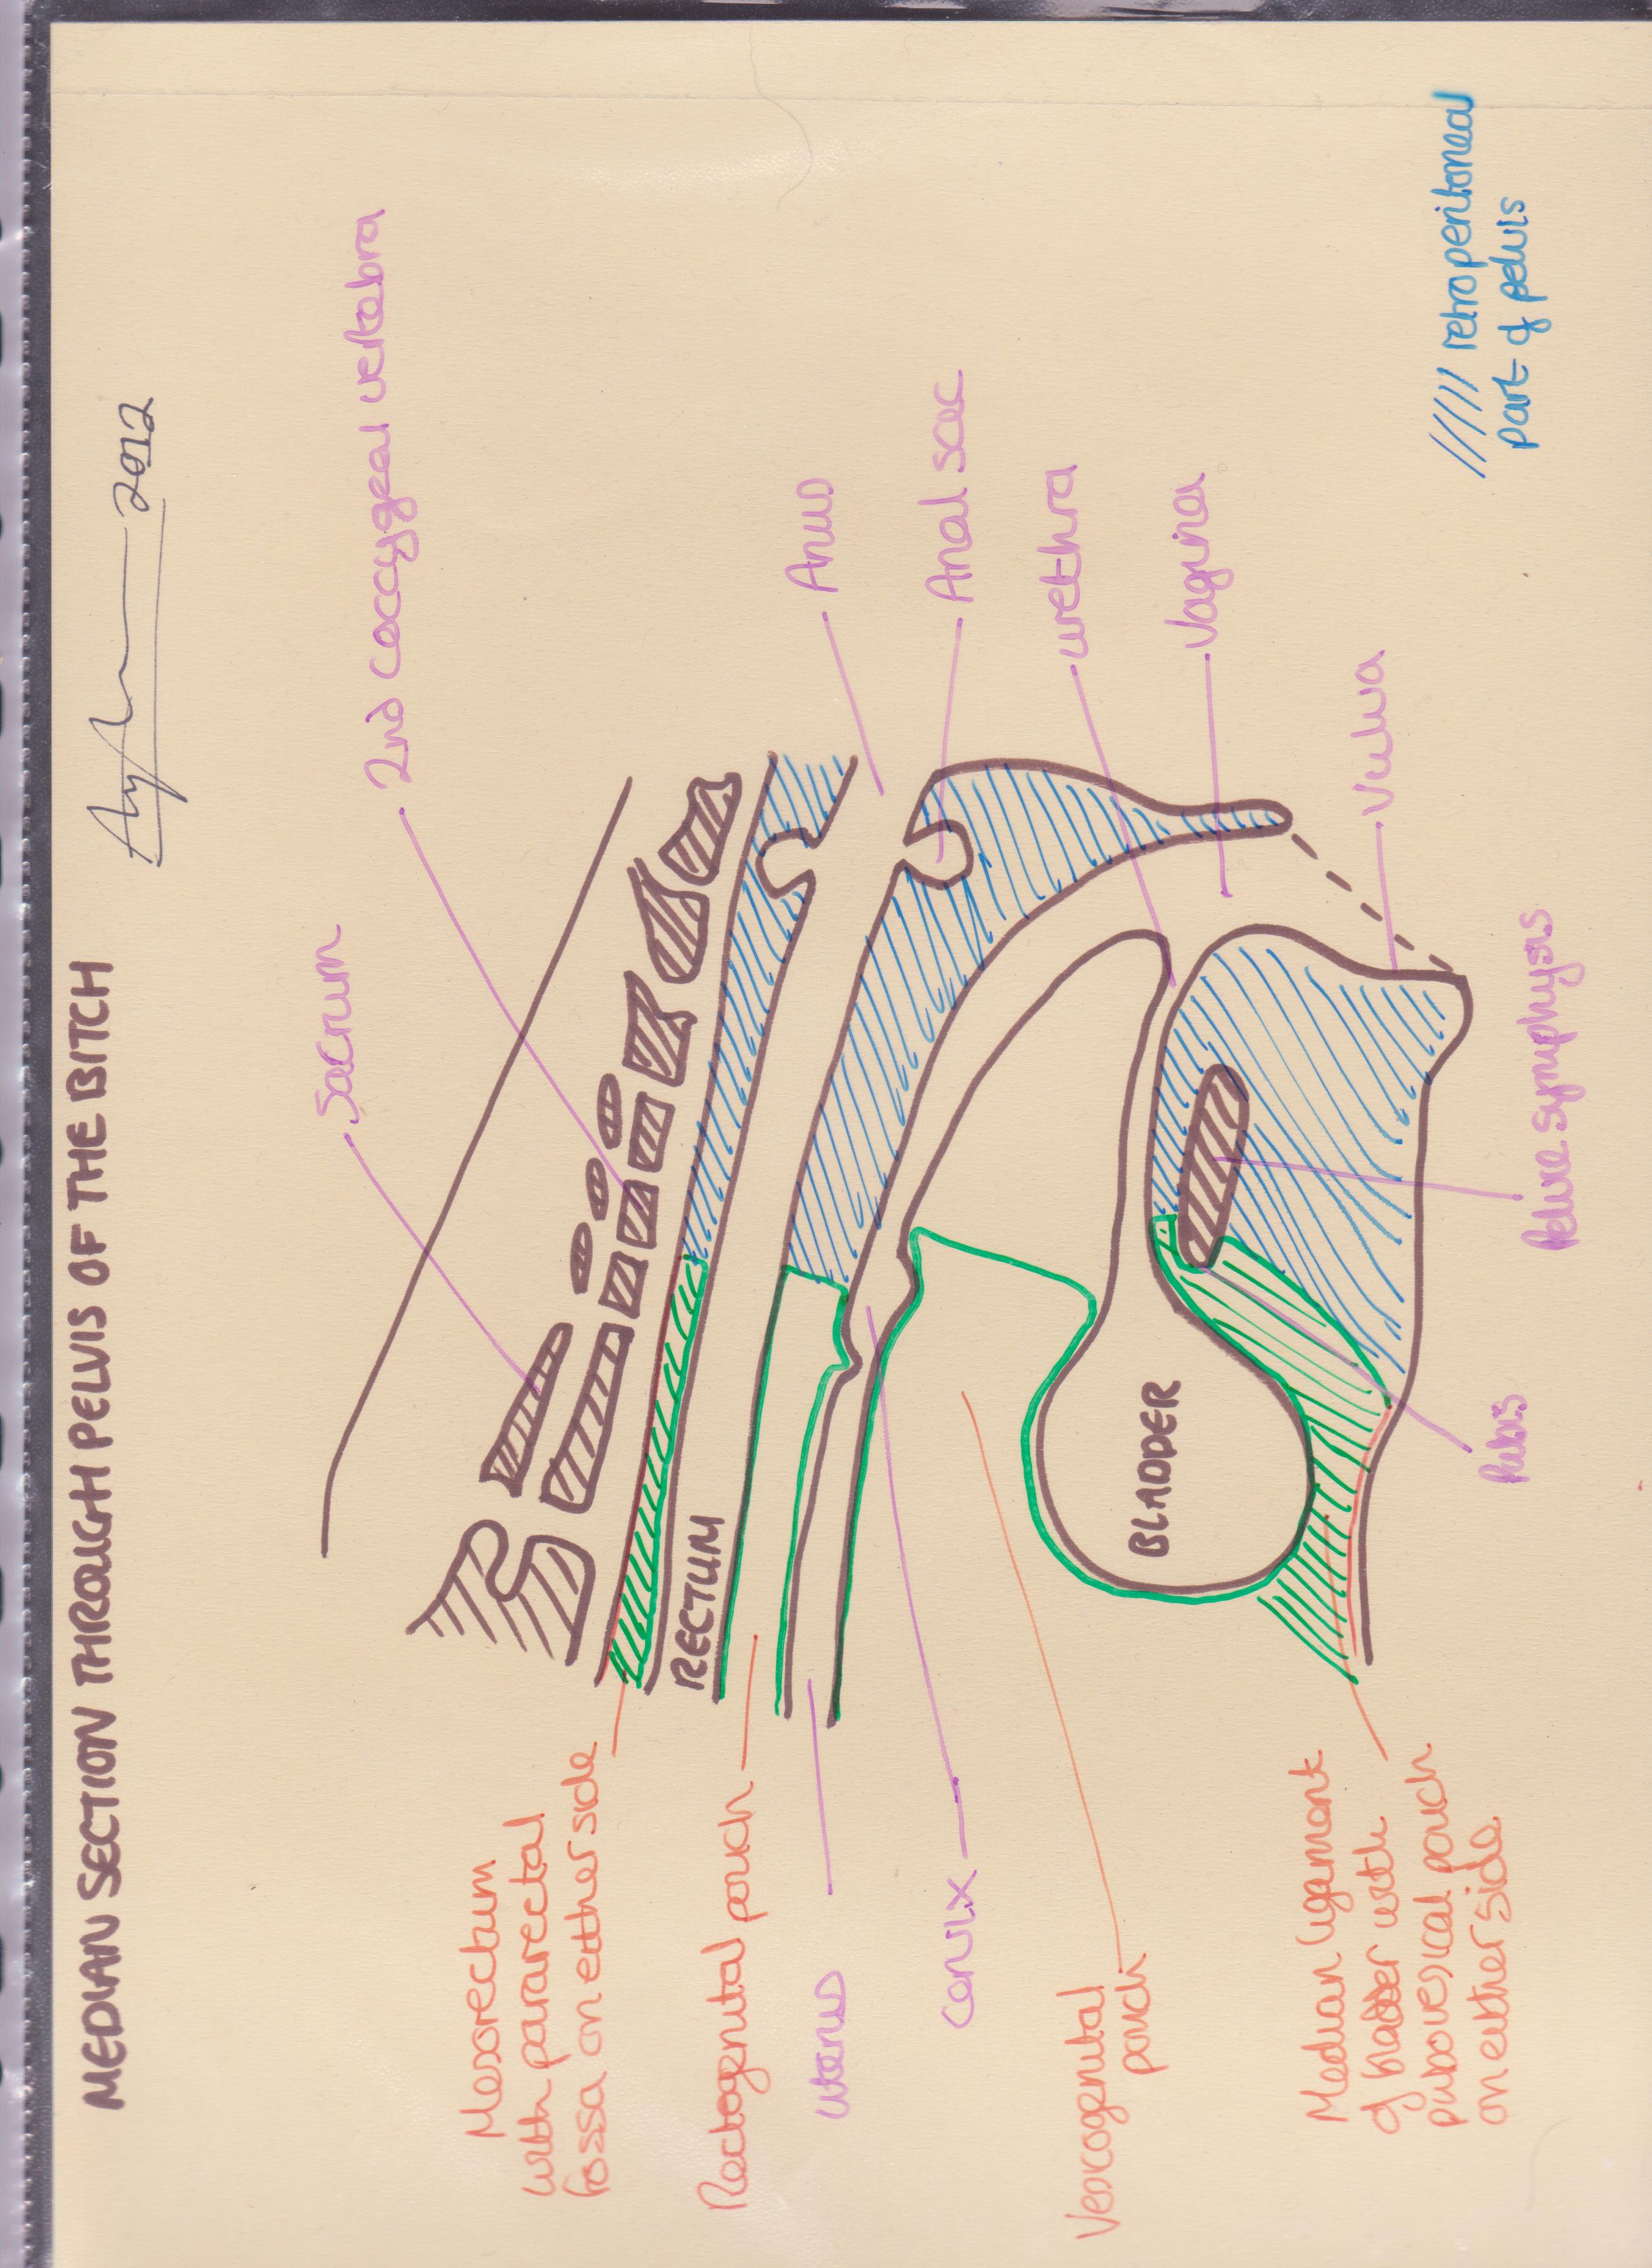 MEDIAN SECTION THROUGH PELVIS OF THE BITCH
2012
Sacrum
2nd coccygeal vertebra
Mesorectum
with pararectal
fossa on either side
RECTUM
Anus
Rectogenital pouch
Anal sac
Uterus
urethra
Cervix
Vagina
Vesicogenital
pouch
BLADDER
Vulva
Median ligament
of bladder with
pubovesical pouch
on either side
Pubis
Pelvic symphysis
///// retroperitoneal
part of pelvis